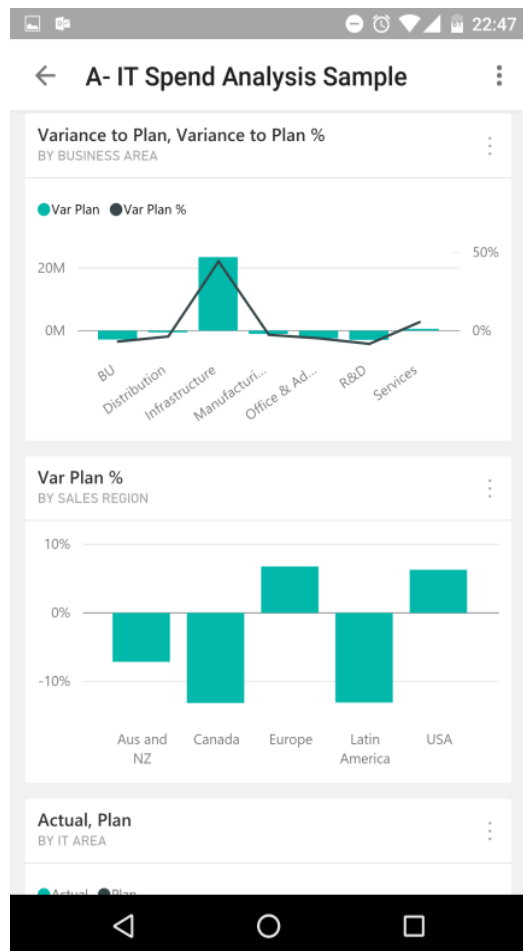 22:47
A- IT Spend Analysis Sample
Variance to Plan, Variance to Plan %
BY BUSINESS AREA
Var Plan Var Plan %
20M
50%
0M
0%
BU
Distribution
Infrastructure
Manufacturi...
Office & Ad...
R&D
Services
Var Plan %
BY SALES REGION
10%
0%
-10%
Aus and
NZ
Canada
Europe
Latin
America
USA
Actual, Plan
BY IT AREA
Actual Plan